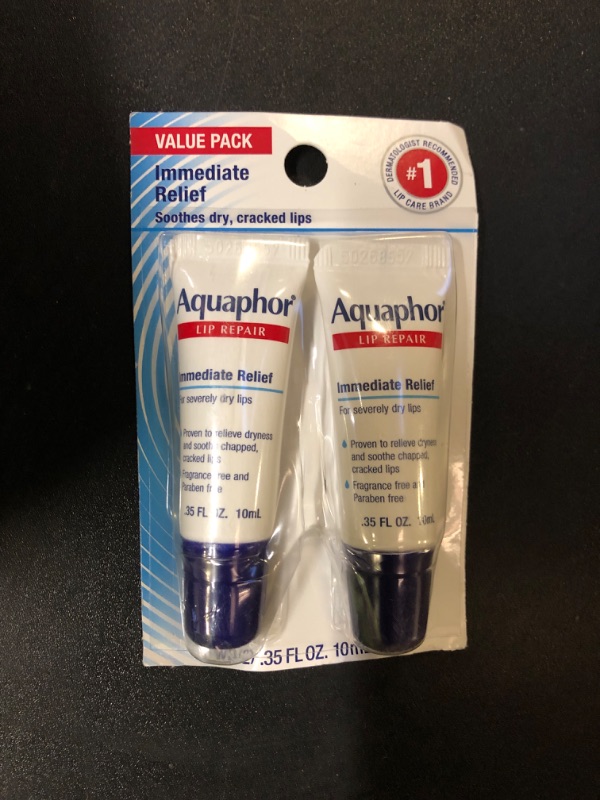 VALUE PACK
Immediate
Relief
Soothes dry, cracked lips
DERMATOLOGIST RECOMMENDED
#1
LIP CARE BRAND
Aquaphor
LIP REPAIR
Immediate Relief
For severely dry lips
Proven to relieve dryness
and soothe chapped,
cracked lips
Fragrance free and
Paraben free
.35 FL OZ. 10mL
Aquaphor
LIP REPAIR
Immediate Relief
For severely dry lips
Proven to relieve dryness
and soothe chapped,
cracked lips
Fragrance free and
Paraben free
.35 FL OZ. 10mL
.35 FL OZ. 10mL